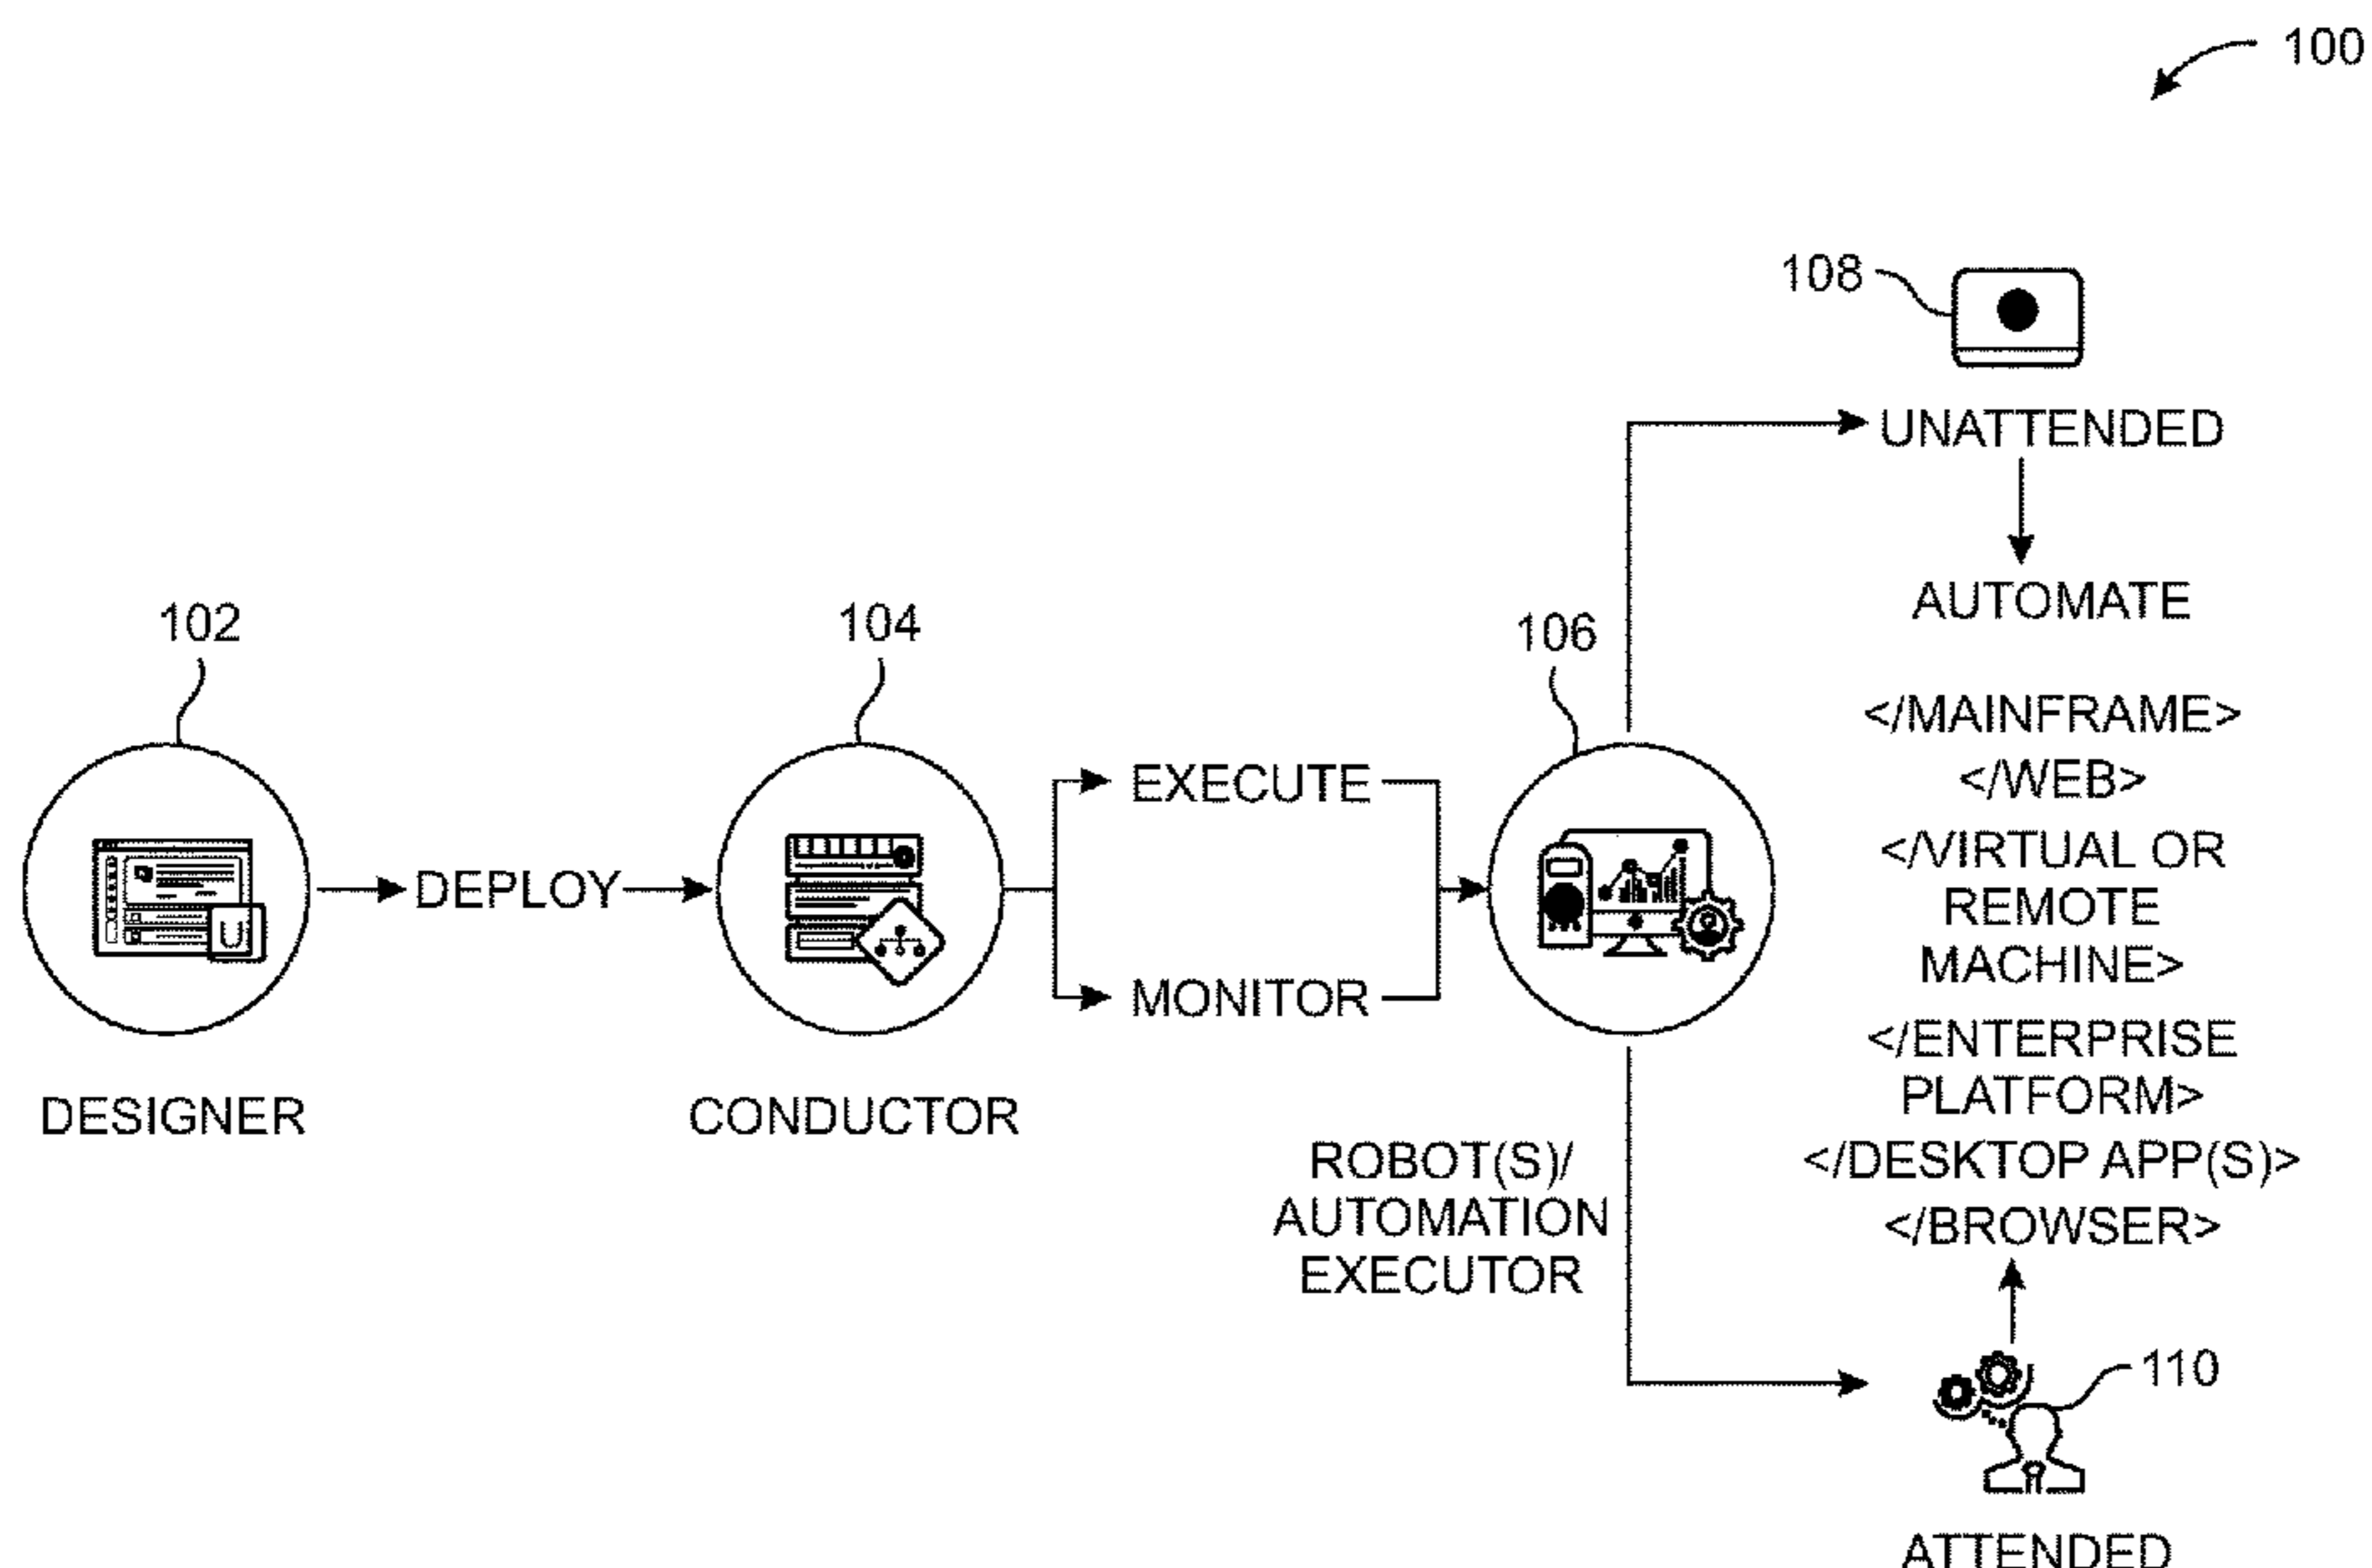 100
108
UNATTENDED
AUTOMATE
102
104
106
</MAINFRAME>
</WEB>
</VIRTUAL OR
REMOTE
MACHINE>
</ENTERPRISE
PLATFORM>
</DESKTOP APP(S)>
</BROWSER>
EXECUTE
DEPLOY
U
MONITOR
DESIGNER
CONDUCTOR
ROBOT(S)/
AUTOMATION
EXECUTOR
110
ATTENDED